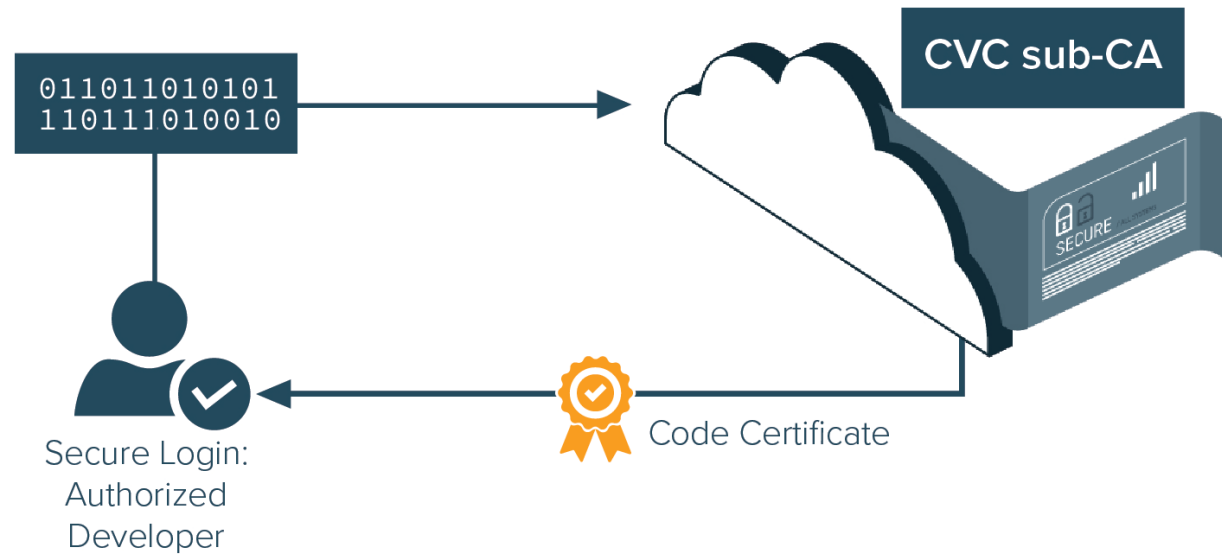 011011010101
110111010010
CVC sub-CA
SECURE
Code Certificate
Secure Login:
Authorized
Developer